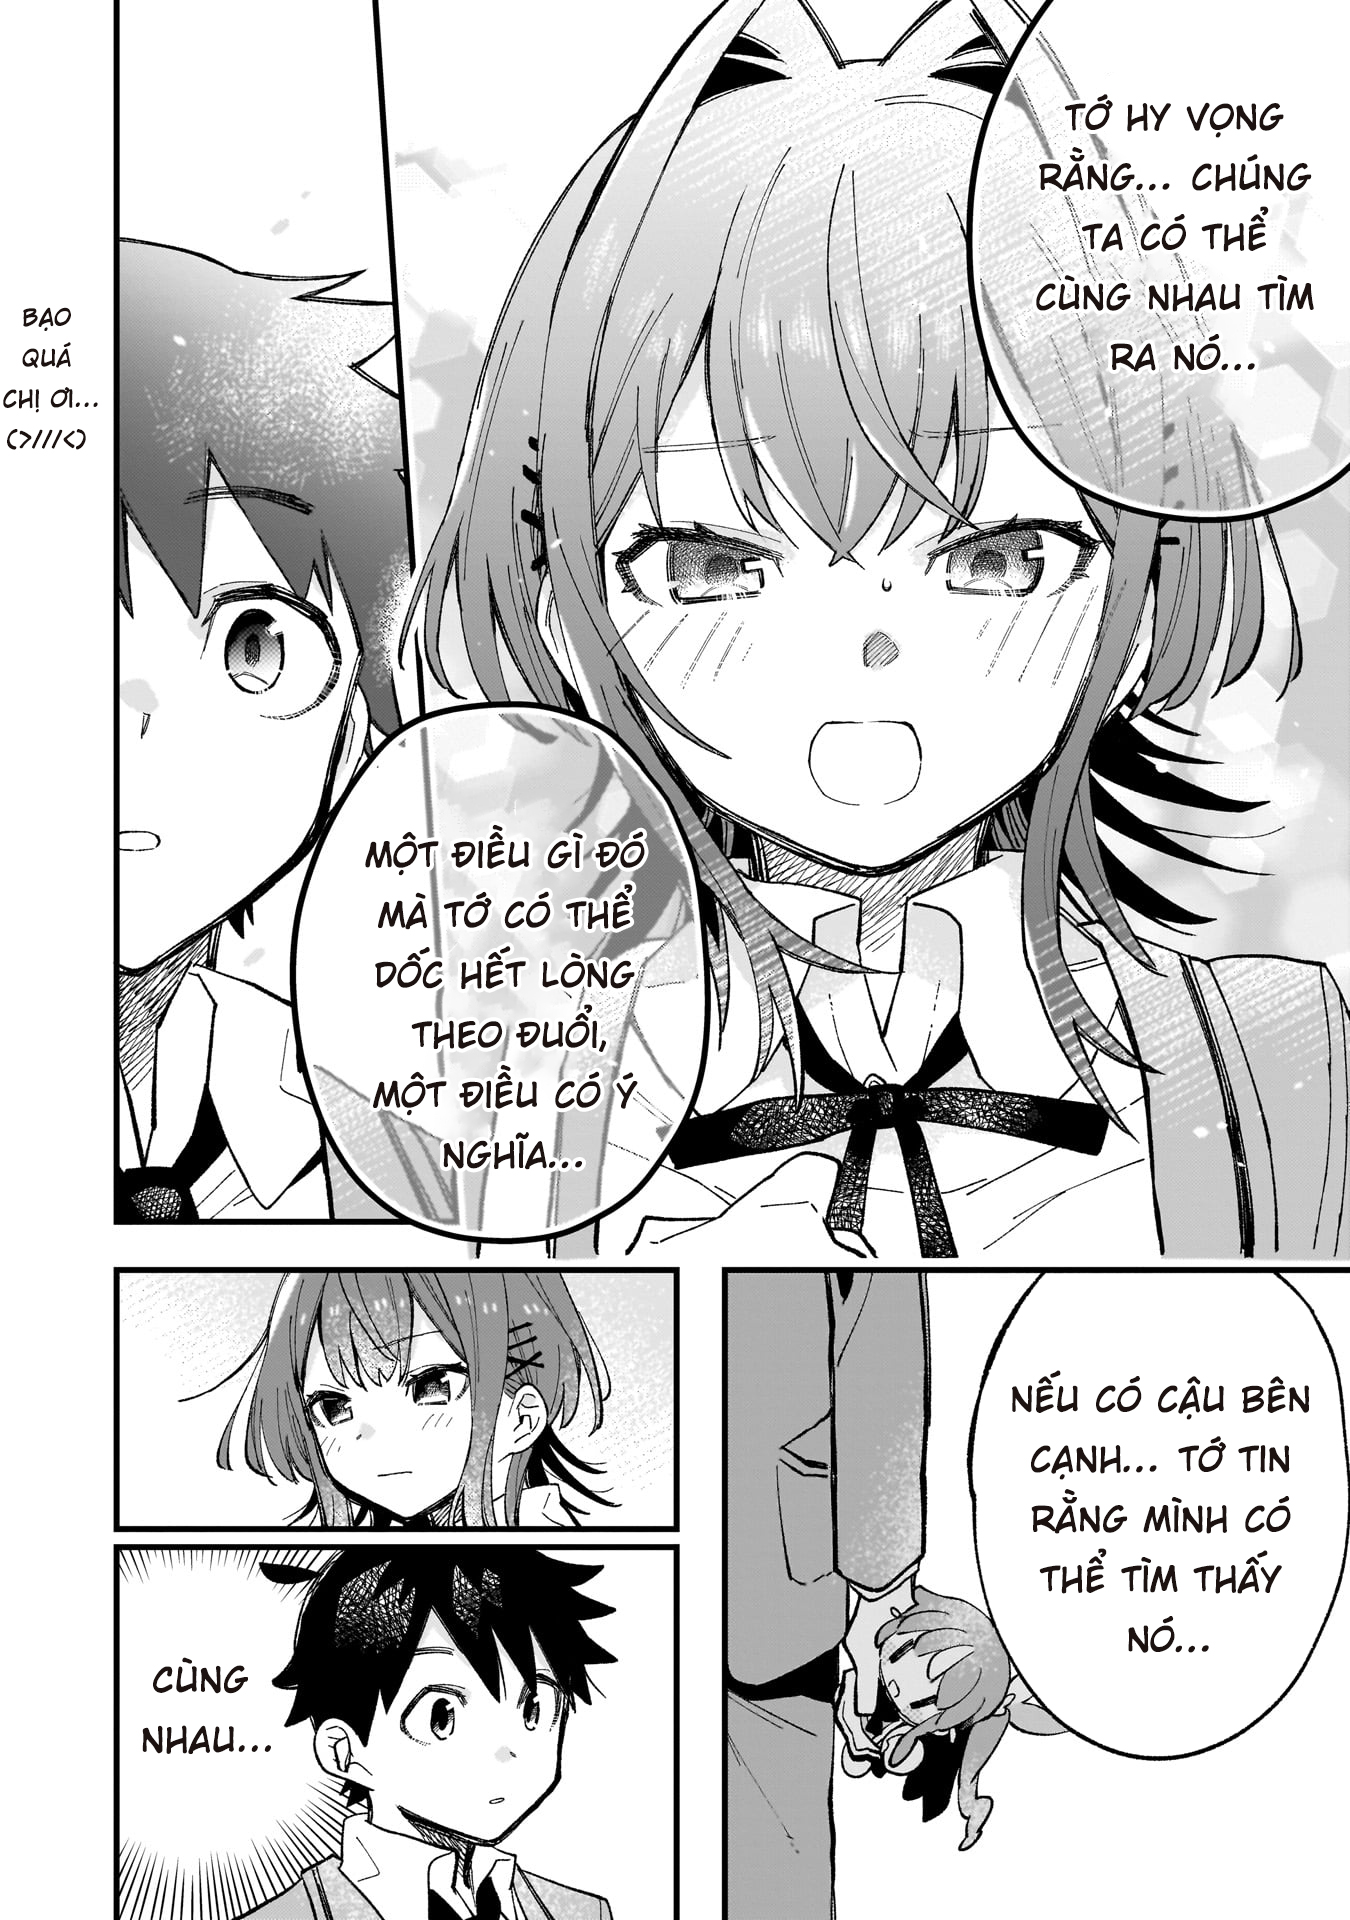 TỚ HY VỌNG
RẰNG... CHÚNG
TA CÓ THỂ
CÙNG NHAU TÌM
RA NÓ...
MỘT ĐIỀU GÌ ĐÓ
MÀ TỚ CÓ THỂ
DỐC HẾT LÒNG
THEO ĐUỔI,
MỘT ĐIỀU CÓ Ý
NGHĨA...
BẠO
QUÁ
CHỊ ƠI...
(>///<)
NẾU CÓ CẬU BÊN
CẠNH... TỚ TIN
RẰNG MÌNH CÓ
THỂ TÌM THẤY
NÓ...
CÙNG
NHAU...